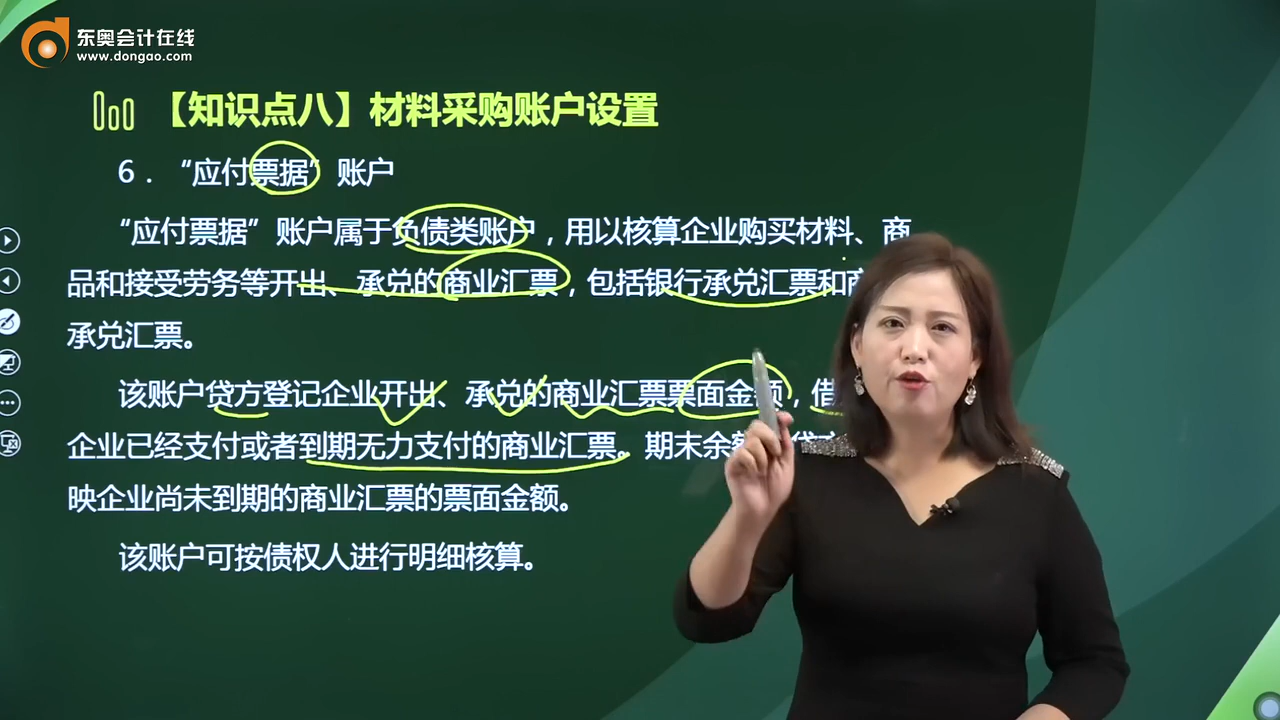 东奥会计在线
www.dongao.com
【知识点八】材料采购账户设置
6．“应付票据”账户
“应付票据”账户属于负债类账户，用以核算企业购买材料、商
品和接受劳务等开出、承兑的商业汇票，包括银行承兑汇票和商
承兑汇票。
该账户贷方登记企业开出、承兑的商业汇票票面金额，借
企业已经支付或者到期无力支付的商业汇票。期末余额
映企业尚未到期的商业汇票的票面金额。
该账户可按债权人进行明细核算。